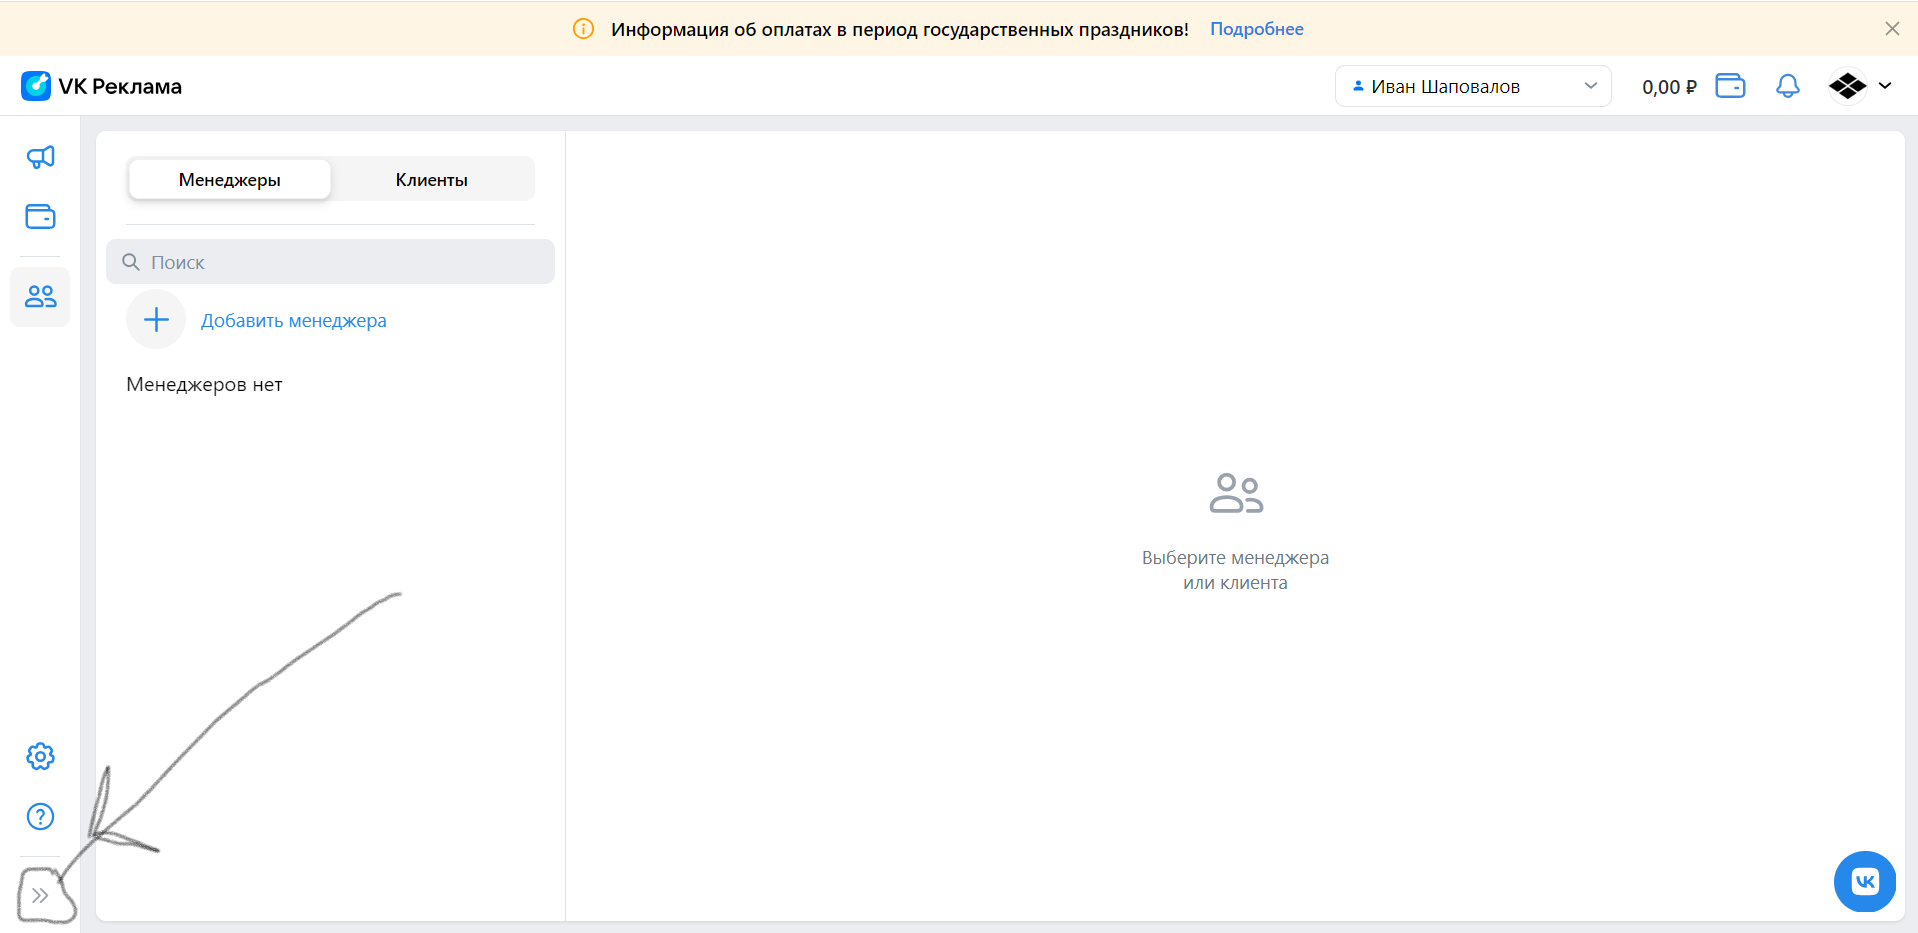 Информация об оплатах в период государственных праздников! Подробнее
VK Реклама
Иван Шаповалов
0,00 ₽
Менеджеры Клиенты
Поиск
Добавить менеджера
Менеджеров нет
Выберите менеджера
или клиента